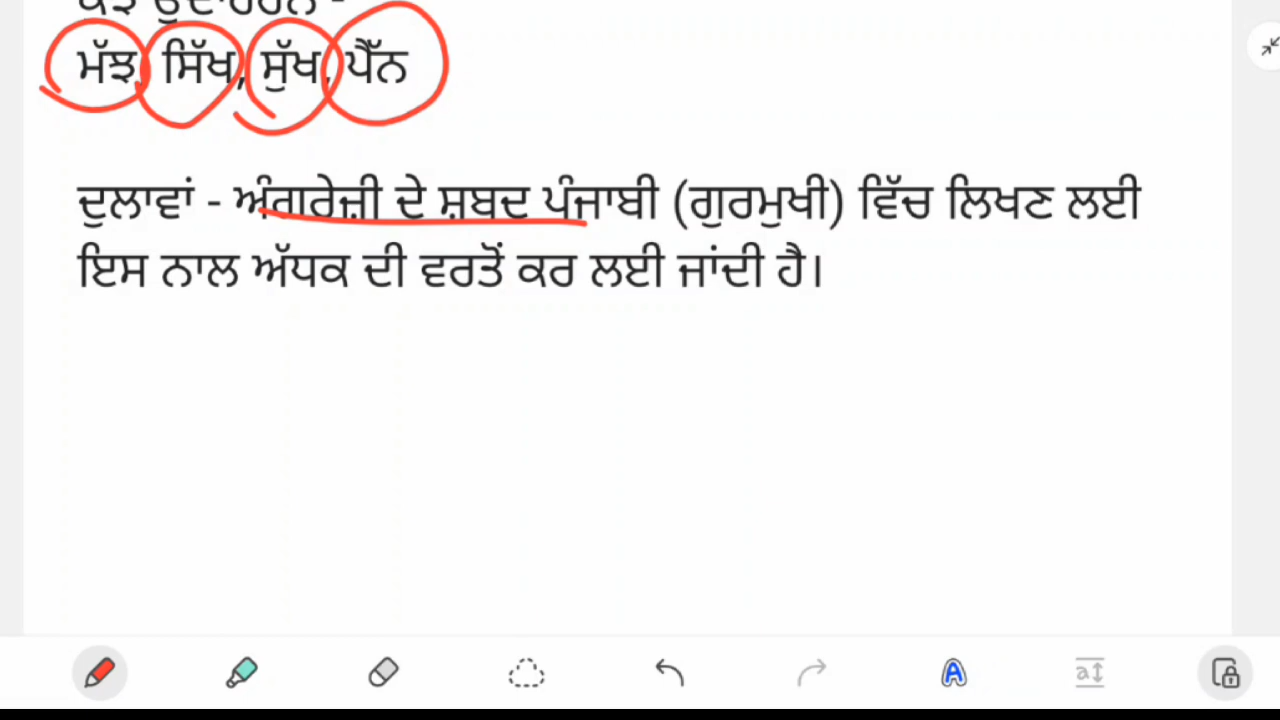 ਮੱਝ, ਸਿੱਖ, ਸੁੱਖ, ਪੈੱਨ
ਦੁਲਾਵਾਂ - ਅੰਗਰੇਜ਼ੀ ਦੇ ਸ਼ਬਦ ਪੰਜਾਬੀ (ਗੁਰਮੁਖੀ) ਵਿੱਚ ਲਿਖਣ ਲਈ
ਇਸ ਨਾਲ ਅੱਧਕ ਦੀ ਵਰਤੋਂ ਕਰ ਲਈ ਜਾਂਦੀ ਹੈ।